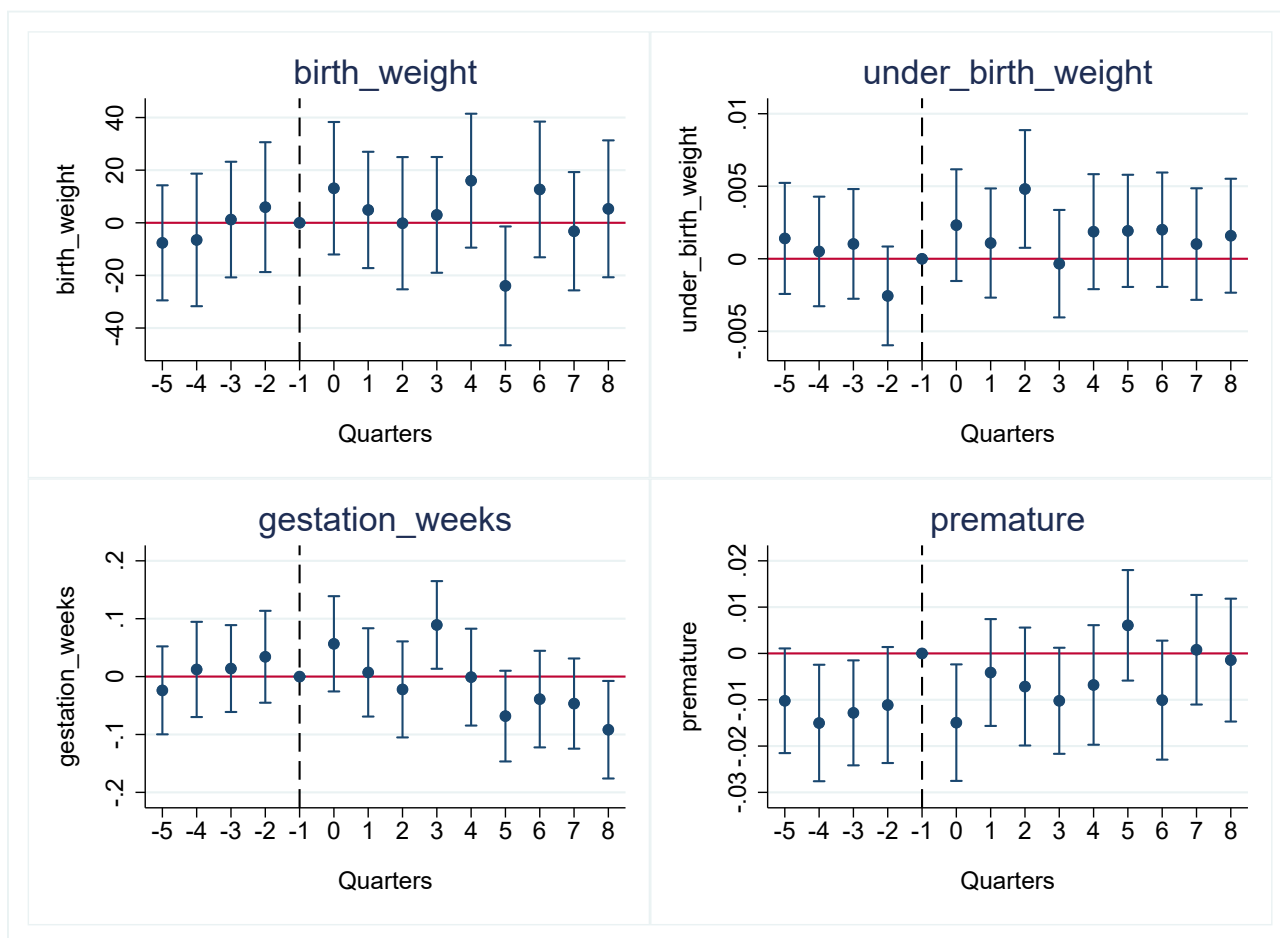 birth_weight
birth_weight
40
20
0
-20
-40
-5 -4 -3 -2 -1 0 1 2 3 4 5 6 7 8
Quarters
under_birth_weight
under_birth_weight
.01
.005
0
-.005
-5 -4 -3 -2 -1 0 1 2 3 4 5 6 7 8
Quarters
gestation_weeks
gestation_weeks
.2
.1
0
-.1
-.2
-5 -4 -3 -2 -1 0 1 2 3 4 5 6 7 8
Quarters
premature
premature
.02
.01
0
-.01
-.02
-.03
-5 -4 -3 -2 -1 0 1 2 3 4 5 6 7 8
Quarters